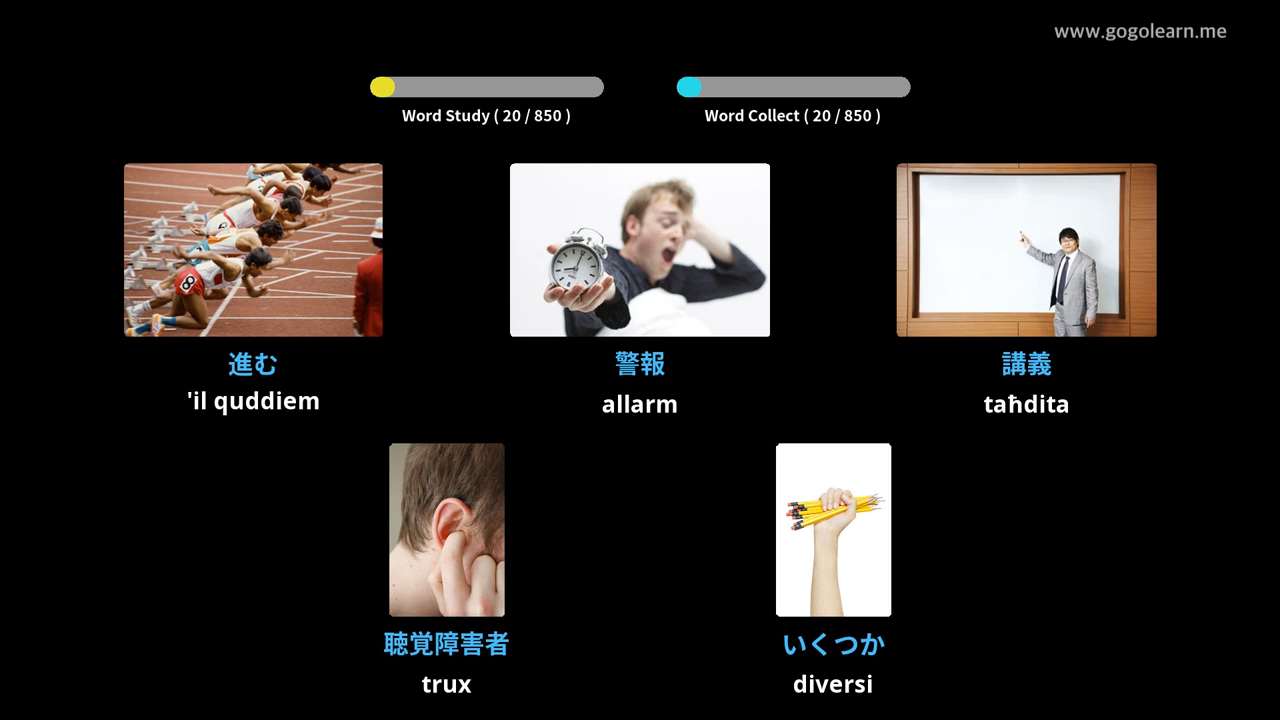 www.gogolearn.me
Word Study ( 20 / 850 )
Word Collect ( 20 / 850 )
進む
'il quddiem
警報
allarm
講義
taħdita
聴覚障害者
trux
いくつか
diversi
8